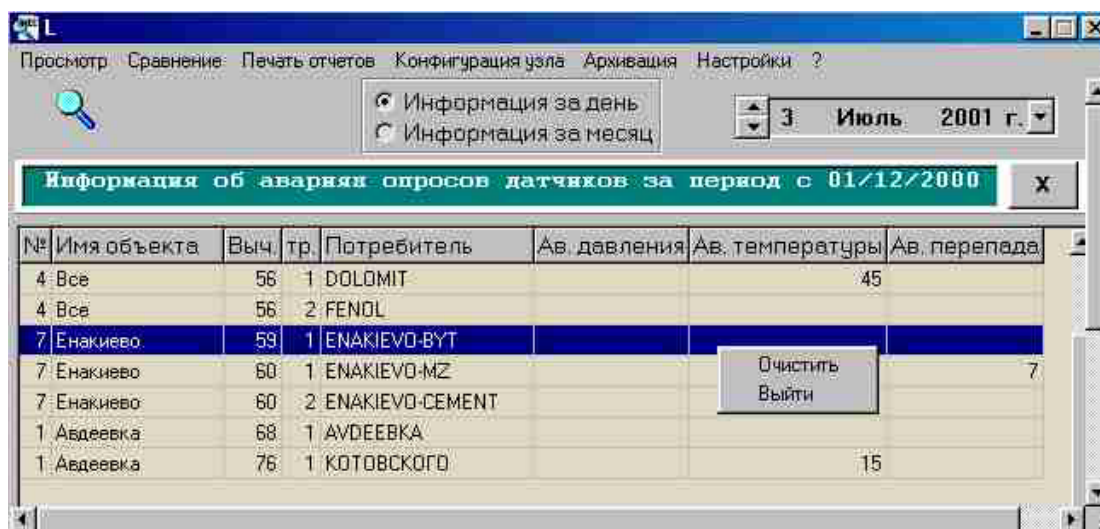 L
Просмотр Сравнение Печать отчетов Конфигурация узла Архивация Настройки ?
Информация за день
Информация за месяц
3 Июль 2001 г.
Информация об авариях опросов датчиков за период с 01/12/2000
X
№ Имя объекта Выч. тр. Потребитель Ав. давления Ав. температуры Ав. перепада
4 Все 56 1 DOLOMIT 45
4 Все 56 2 FENOL
7 Енакиево 59 1 ENAKIEVO-BYT
7 Енакиево 60 1 ENAKIEVO-MZ 7
7 Енакиево 60 2 ENAKIEVO-CEMENT
1 Авдеевка 68 1 AVDEEBKA
1 Авдеевка 76 1 КОТОВСКОГО 15
Очистить
Выйти